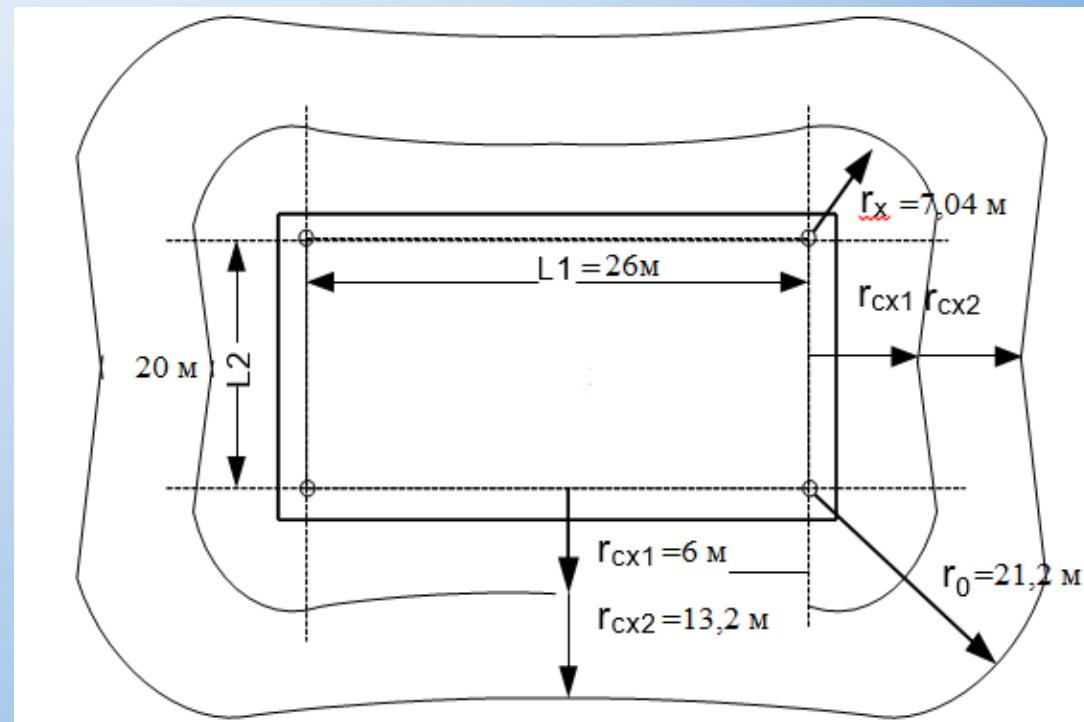 rx =7,04 м
L1 =26м
rcx1 rcx2
20 м
L2
rcx1 =6 м
r0 =21,2 м
rcx2 =13,2 м